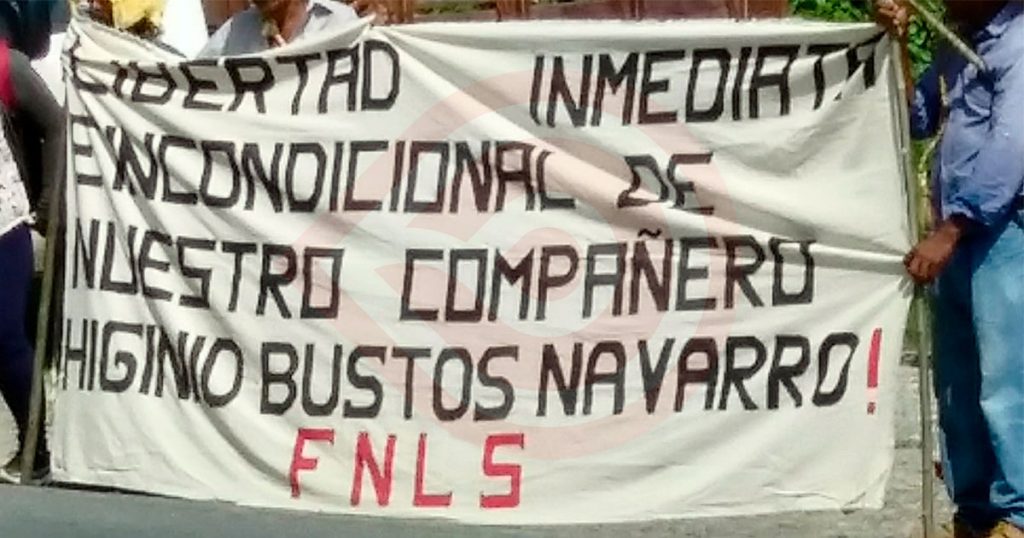 LIBERTAD INMEDIATA
E INCONDICIONAL DE
NUESTRO COMPAÑERO
HIGINIO BUSTOS NAVARRO!
FNLS